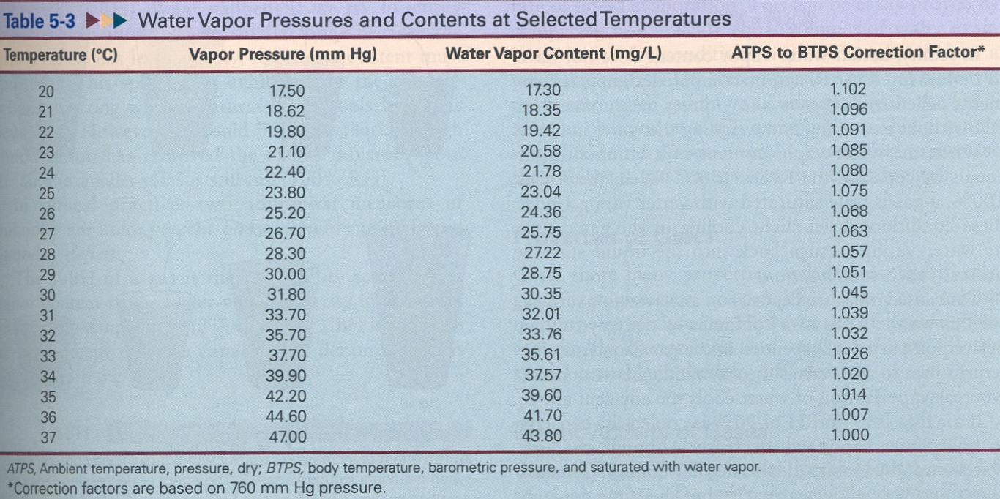 Table 5-3 Water Vapor Pressures and Contents at Selected Temperatures
Temperature (°C) Vapor Pressure (mm Hg) Water Vapor Content (mg/L) ATPS to BTPS Correction Factor*
20 17.50 17.30 1.102
21 18.62 18.35 1.096
22 19.80 19.42 1.091
23 21.10 20.58 1.085
24 22.40 21.78 1.080
25 23.80 23.04 1.075
26 25.20 24.36 1.068
27 26.70 25.75 1.063
28 28.30 27.22 1.057
29 30.00 28.75 1.051
30 31.80 30.35 1.045
31 33.70 32.01 1.039
32 35.70 33.76 1.032
33 37.70 35.61 1.026
34 39.90 37.57 1.020
35 42.20 39.60 1.014
36 44.60 41.70 1.007
37 47.00 43.80 1.000
ATPS, Ambient temperature, pressure, dry; BTPS, body temperature, barometric pressure, and saturated with water vapor.
*Correction factors are based on 760 mm Hg pressure.